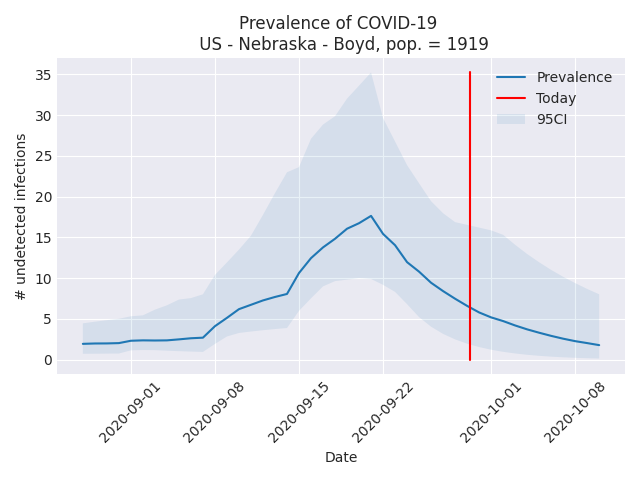 Prevalence of COVID-19
US - Nebraska - Boyd, pop. = 1919
35
30
25
20
15
10
5
0
# undetected infections
Prevalence
Today
95CI
2020-09-01
2020-09-08
2020-09-15
2020-09-22
2020-10-01
2020-10-08
Date